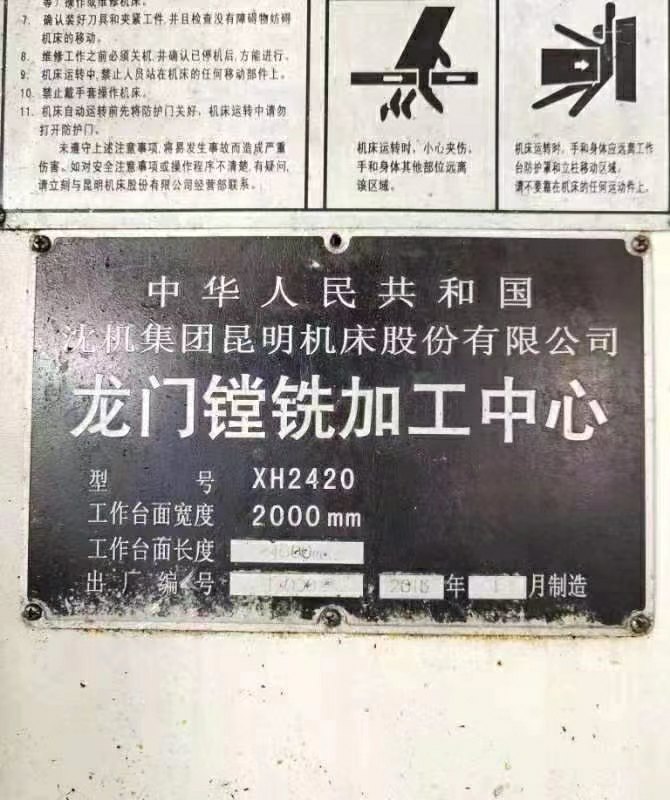 等）操作或维修机床。
7. 确认装好刀具和夹紧工件,并且检查没有障碍物妨碍
机床的移动。
8. 维修工作之前必须关机,并确认已停机后,方能进行。
9. 机床运转中,禁止人员站在机床的任何移动部件上。
10. 禁止戴手套操作机床。
11. 机床自动运转前先将防护门关好，机床运转中请勿
打开防护门。
未遵守上述注意事项,将易发生事故而造成严重
伤害。如对安全注意事项或操作程序不清楚,有疑问,
请立刻与昆明机床股份有限公司经营部联系。
机床运转时，小心夹伤，
手和身体其他部位远离
该区域。
机床运转时，手和身体应远离工作
台防护罩和立柱移动区域。
请不要靠在机床的任何运动件上。
中华人民共和国
沈机集团昆明机床股份有限公司
龙门镗铣加工中心
型 号 XH2420
工作台面宽度 2000mm
工作台面长度
出厂编号 年 月制造